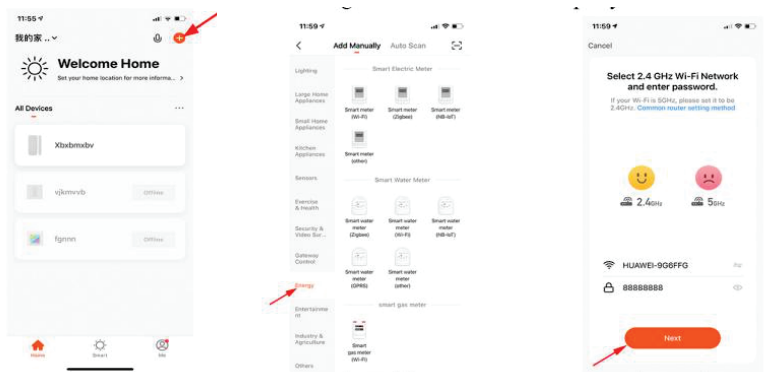 11:55
我的家 ..
Welcome Home
Set your home location for more informa...
All Devices
...
Xbxbmxbv
vjkmvvb
Offline
fgnnn
Offline
Home
Smart
Me
11:59
Add Manually
Auto Scan
Lighting
Large Home
Appliances
Small Home
Appliances
Kitchen
Appliances
Sensors
Exercise
& Health
Security &
Video Sur...
Gateway
Control
Energy
Entertainme
nt
Industry &
Agriculture
Others
Smart Electric Meter
Smart meter
(Wi-Fi)
Smart meter
(Zigbee)
Smart meter
(NB-IoT)
Smart meter
(other)
Smart Water Meter
Smart water
meter
(Zigbee)
Smart water
meter
(Wi-Fi)
Smart water
meter
(NB-IoT)
Smart water
meter
(GPRS)
Smart water
meter
(other)
smart gas meter
Smart
gas meter
(Wi-Fi)
11:59
Cancel
Select 2.4 GHz Wi-Fi Network
and enter password.
If your Wi-Fi is 5GHz, please set it to be
2.4GHz. Common router setting method
2.4GHz
5GHz
HUAWEI-9G6FFG
88888888
Next